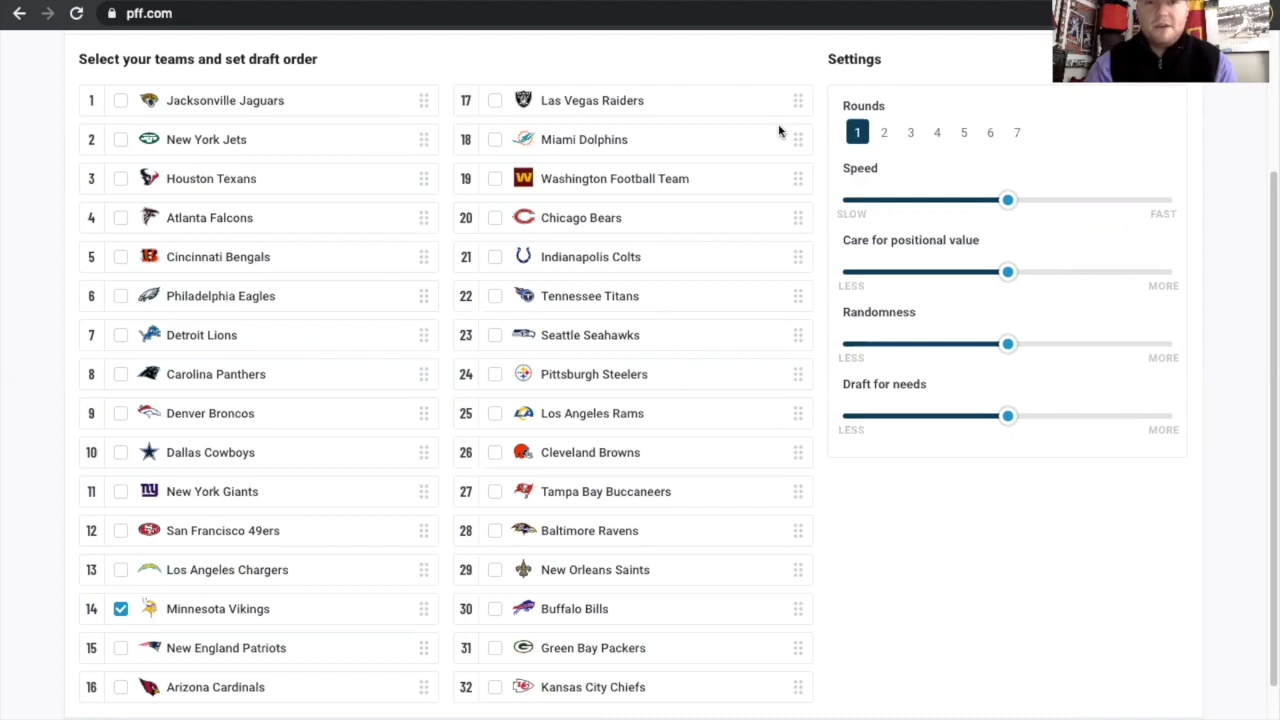 pff.com
Select your teams and set draft order
1 Jacksonville Jaguars
2 New York Jets
3 Houston Texans
4 Atlanta Falcons
5 Cincinnati Bengals
6 Philadelphia Eagles
7 Detroit Lions
8 Carolina Panthers
9 Denver Broncos
10 Dallas Cowboys
11 New York Giants
12 San Francisco 49ers
13 Los Angeles Chargers
14 Minnesota Vikings
15 New England Patriots
16 Arizona Cardinals
17 Las Vegas Raiders
18 Miami Dolphins
19 Washington Football Team
20 Chicago Bears
21 Indianapolis Colts
22 Tennessee Titans
23 Seattle Seahawks
24 Pittsburgh Steelers
25 Los Angeles Rams
26 Cleveland Browns
27 Tampa Bay Buccaneers
28 Baltimore Ravens
29 New Orleans Saints
30 Buffalo Bills
31 Green Bay Packers
32 Kansas City Chiefs
Settings
Rounds
1 2 3 4 5 6 7
Speed
SLOW FAST
Care for positional value
LESS MORE
Randomness
LESS MORE
Draft for needs
LESS MORE